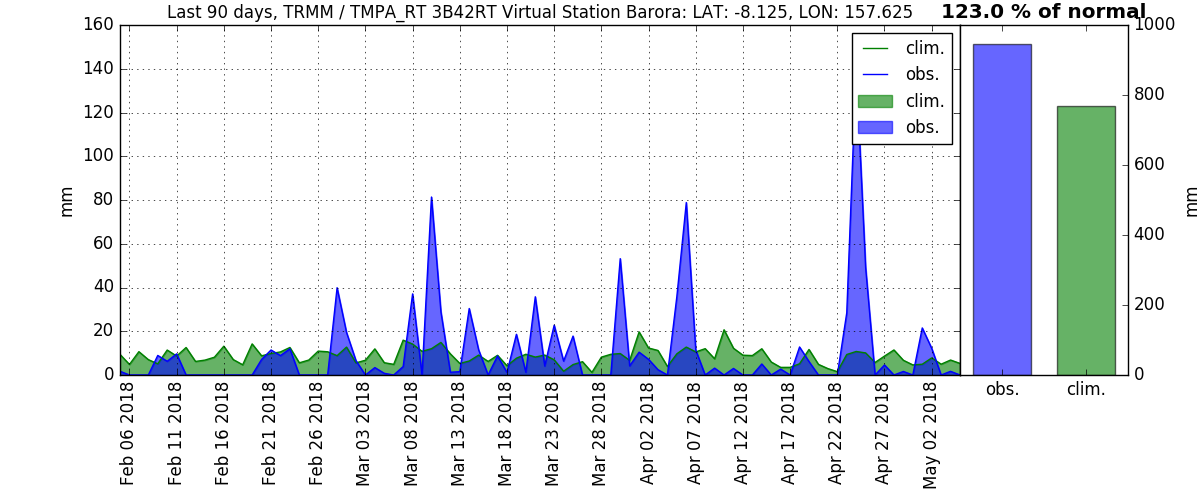 Last 90 days, TRMM / TMPA_RT 3B42RT Virtual Station Barora: LAT: -8.125, LON: 157.625
123.0 % of normal
160
140
120
100
80
60
40
20
0
mm
clim.
obs.
clim.
obs.
1000
800
600
400
200
0
mm
obs.
clim.
Feb 06 2018
Feb 11 2018
Feb 16 2018
Feb 21 2018
Feb 26 2018
Mar 03 2018
Mar 08 2018
Mar 13 2018
Mar 18 2018
Mar 23 2018
Mar 28 2018
Apr 02 2018
Apr 07 2018
Apr 12 2018
Apr 17 2018
Apr 22 2018
Apr 27 2018
May 02 2018